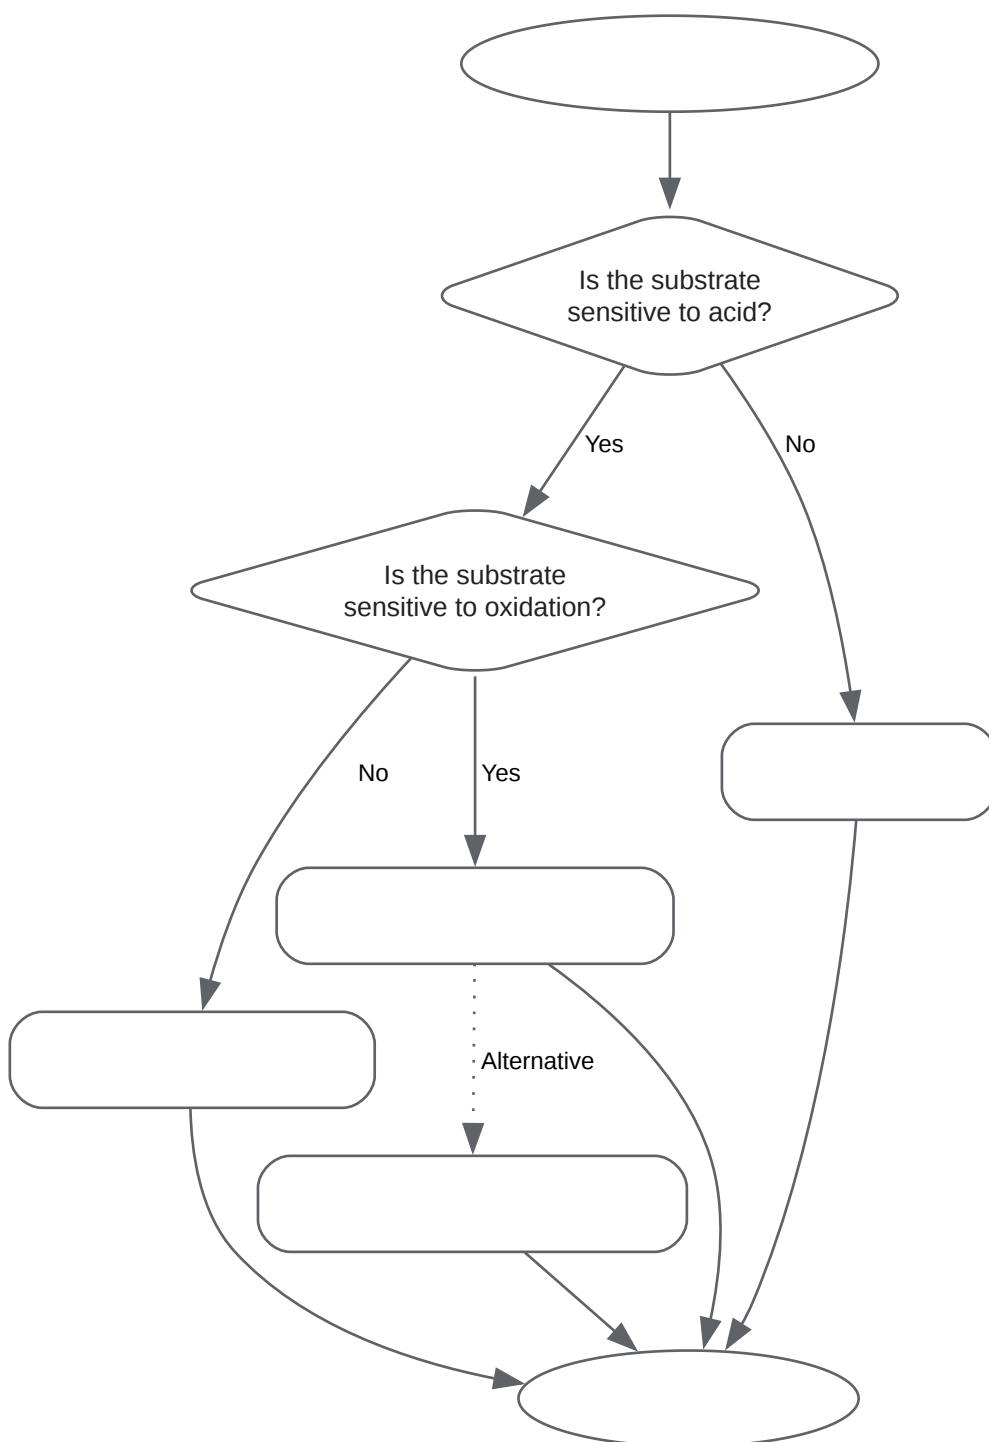 Is the substrate
sensitive to acid?
Yes
No
Is the substrate
sensitive to oxidation?
No
Yes
Alternative